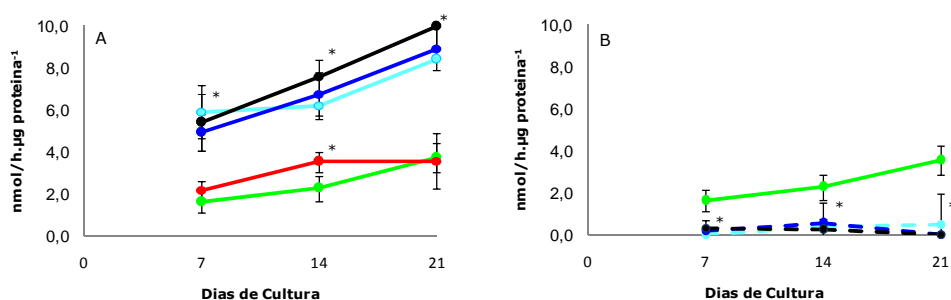 A
nmol/h.µg proteina⁻¹
10,0
8,0
6,0
4,0
2,0
0,0
* * * *
0 7 14 21
Dias de Cultura
B
nmol/h.µg proteina⁻¹
10,0
8,0
6,0
4,0
2,0
0,0
* * *
0 7 14 21
Dias de Cultura